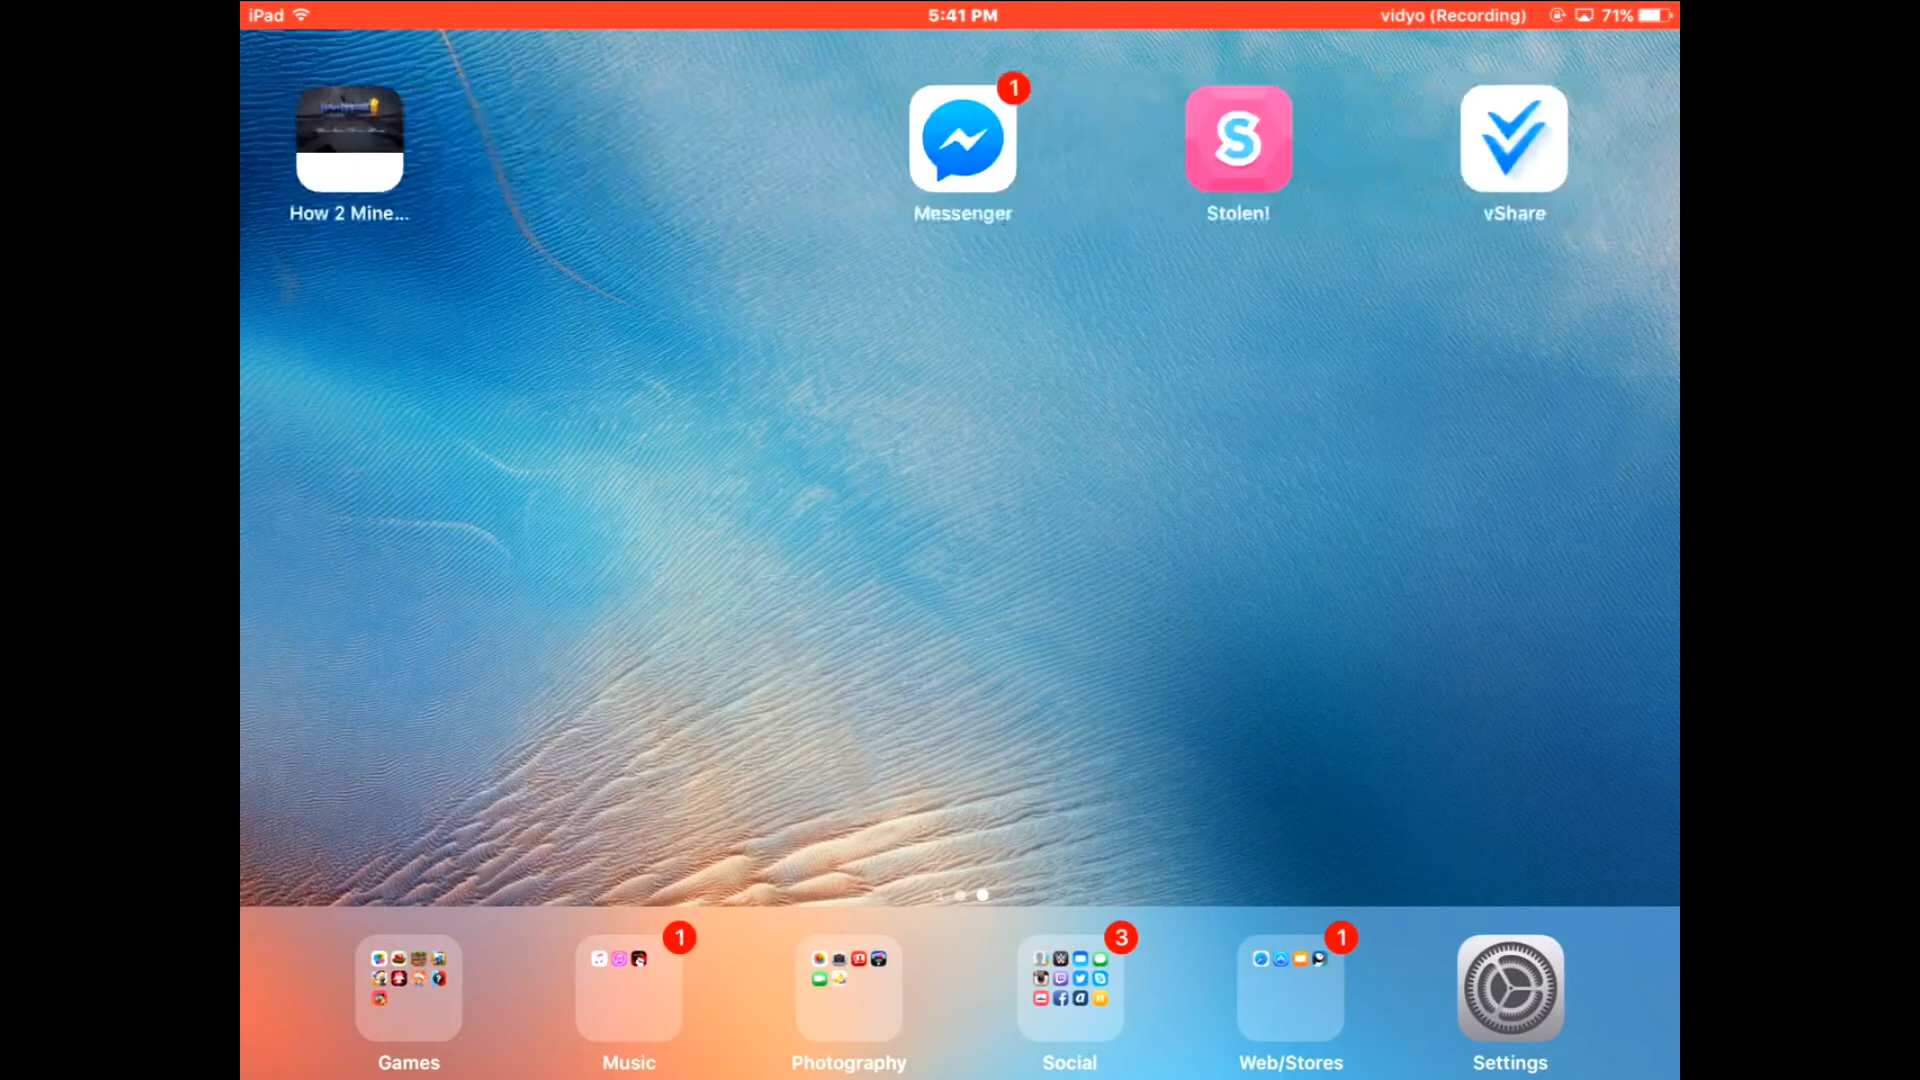 iPad 5:41 PM vidyo (Recording) 71%
1
S
How 2 Mine... Messenger Stolen! vShare
1 3 1
Games Music Photography Social Web/Stores Settings